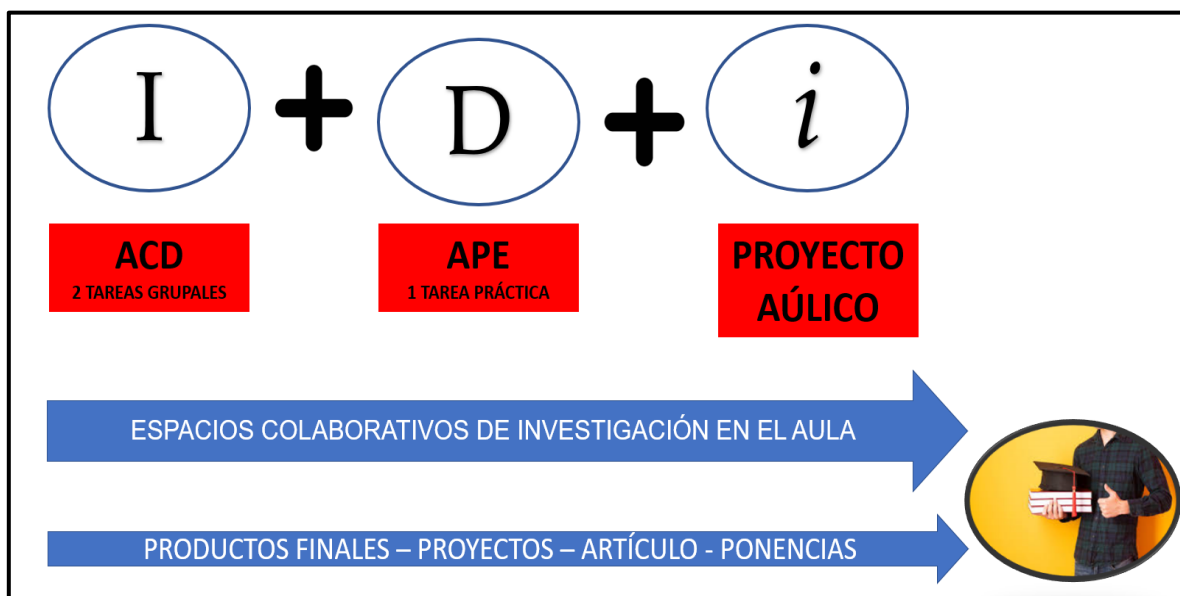 I + D + i
ACD
2 TAREAS GRUPALES
APE
1 TAREA PRÁCTICA
PROYECTO
AÚLICO
ESPACIOS COLABORATIVOS DE INVESTIGACIÓN EN EL AULA
PRODUCTOS FINALES – PROYECTOS – ARTÍCULO - PONENCIAS